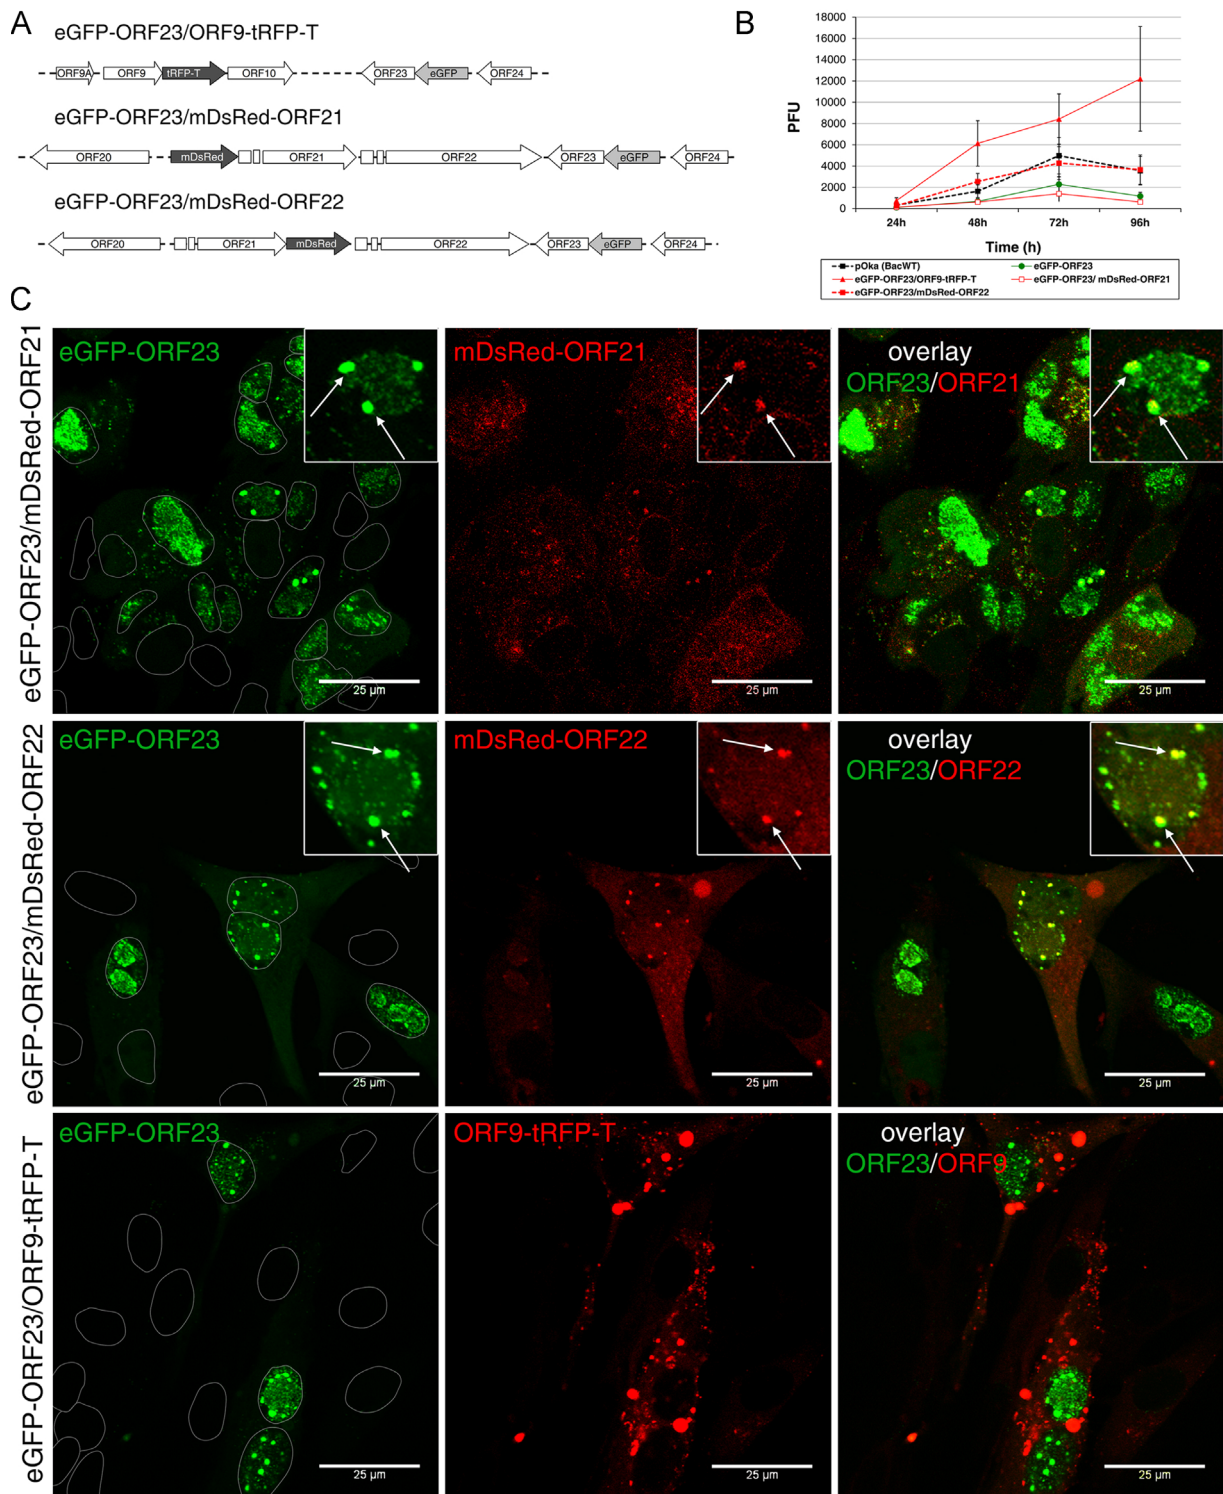 A
eGFP-ORF23/ORF9-tRFP-T
ORF9A ORF9 tRFP-T ORF10 ORF23 eGFP ORF24
eGFP-ORF23/mDsRed-ORF21
ORF20 mDsRed ORF21 ORF22 ORF23 eGFP ORF24
eGFP-ORF23/mDsRed-ORF22
ORF20 ORF21 mDsRed ORF22 ORF23 eGFP ORF24
B
18000
16000
14000
12000
10000
8000
6000
4000
2000
0
PFU
24h 48h 72h 96h
Time (h)
pOka (BacWT) eGFP-ORF23
eGFP-ORF23/ORF9-tRFP-T eGFP-ORF23/ mDsRed-ORF21
eGFP-ORF23/mDsRed-ORF22
C
eGFP-ORF23/mDsRed-ORF21
eGFP-ORF23
25 µm
mDsRed-ORF21
25 µm
overlay
ORF23/ORF21
25 µm
eGFP-ORF23/mDsRed-ORF22
eGFP-ORF23
25 µm
mDsRed-ORF22
25 µm
overlay
ORF23/ORF22
25 µm
eGFP-ORF23/ORF9-tRFP-T
eGFP-ORF23
25 µm
ORF9-tRFP-T
25 µm
overlay
ORF23/ORF9
25 µm